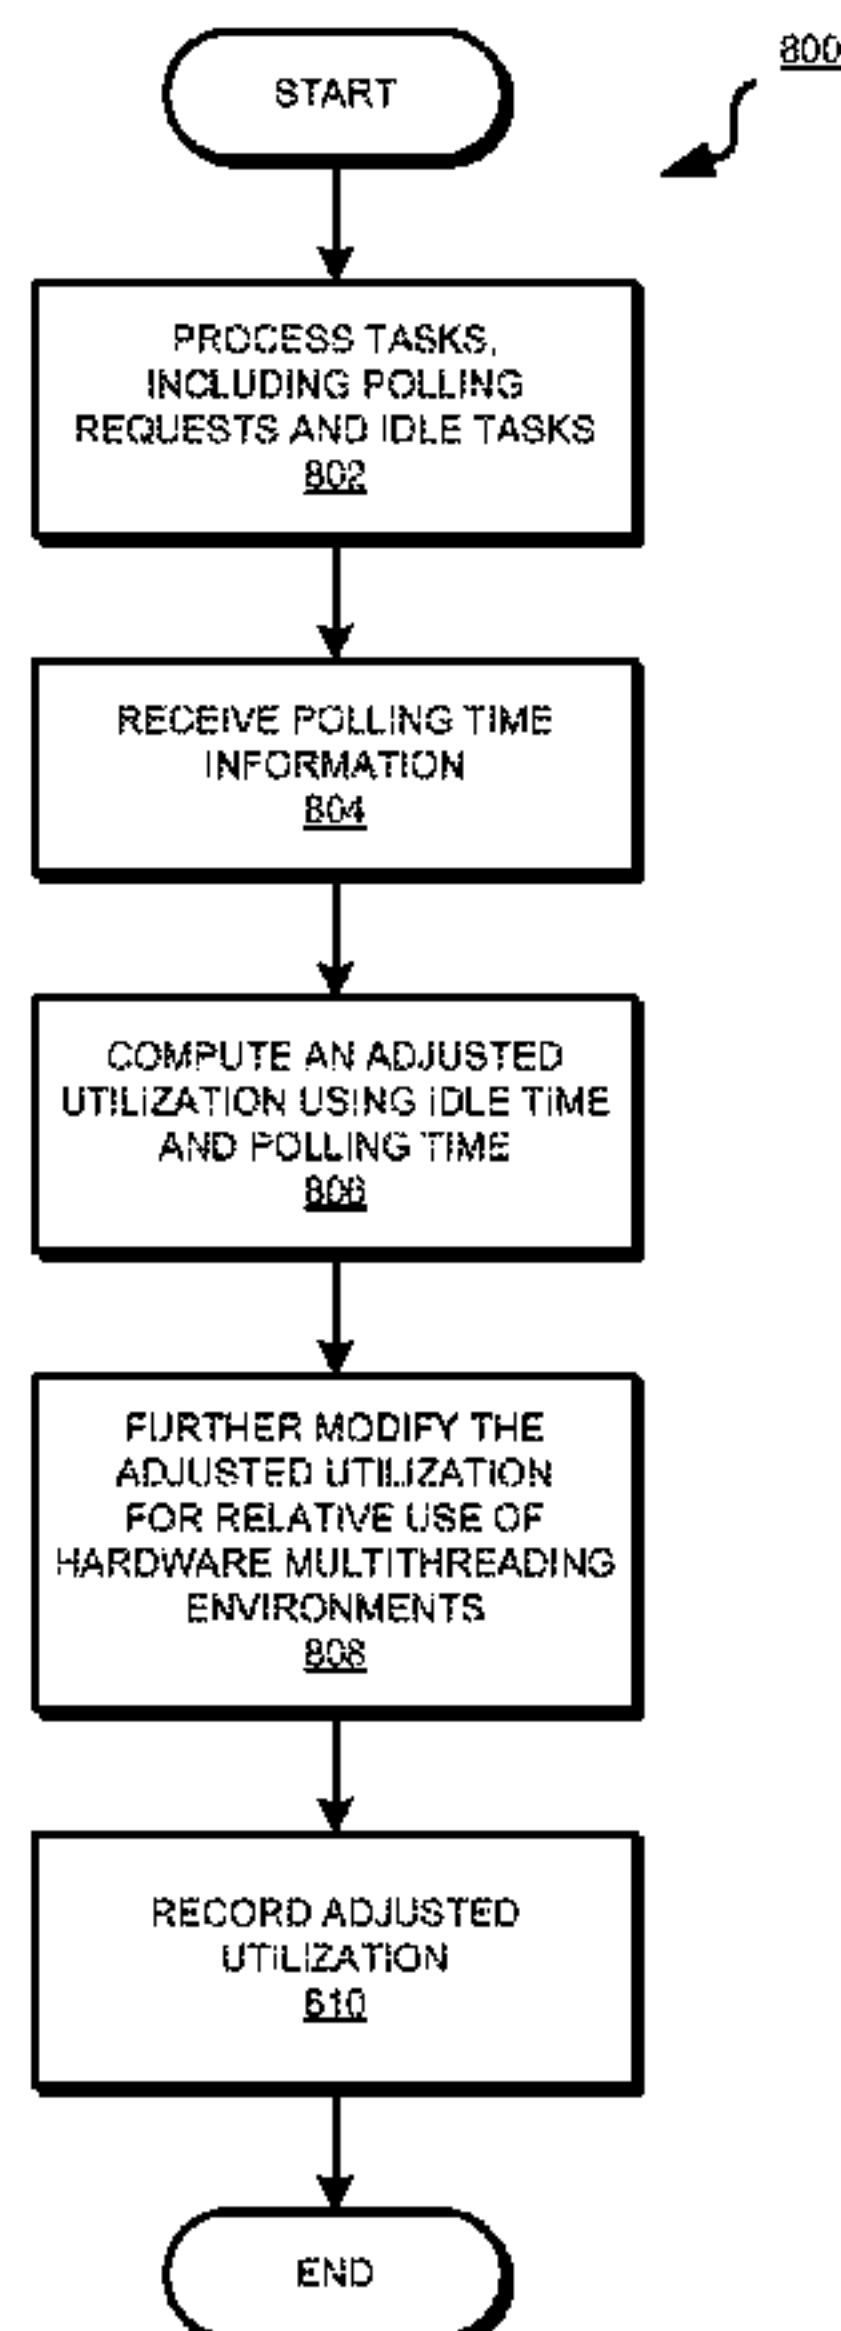 800
START
PROCESS TASKS,
INCLUDING POLLING
REQUESTS AND IDLE TASKS
802
RECEIVE POLLING TIME
INFORMATION
804
COMPUTE AN ADJUSTED
UTILIZATION USING IDLE TIME
AND POLLING TIME
806
FURTHER MODIFY THE
ADJUSTED UTILIZATION
FOR RELATIVE USE OF
HARDWARE MULTITHREADING
ENVIRONMENTS
808
RECORD ADJUSTED
UTILIZATION
810
END